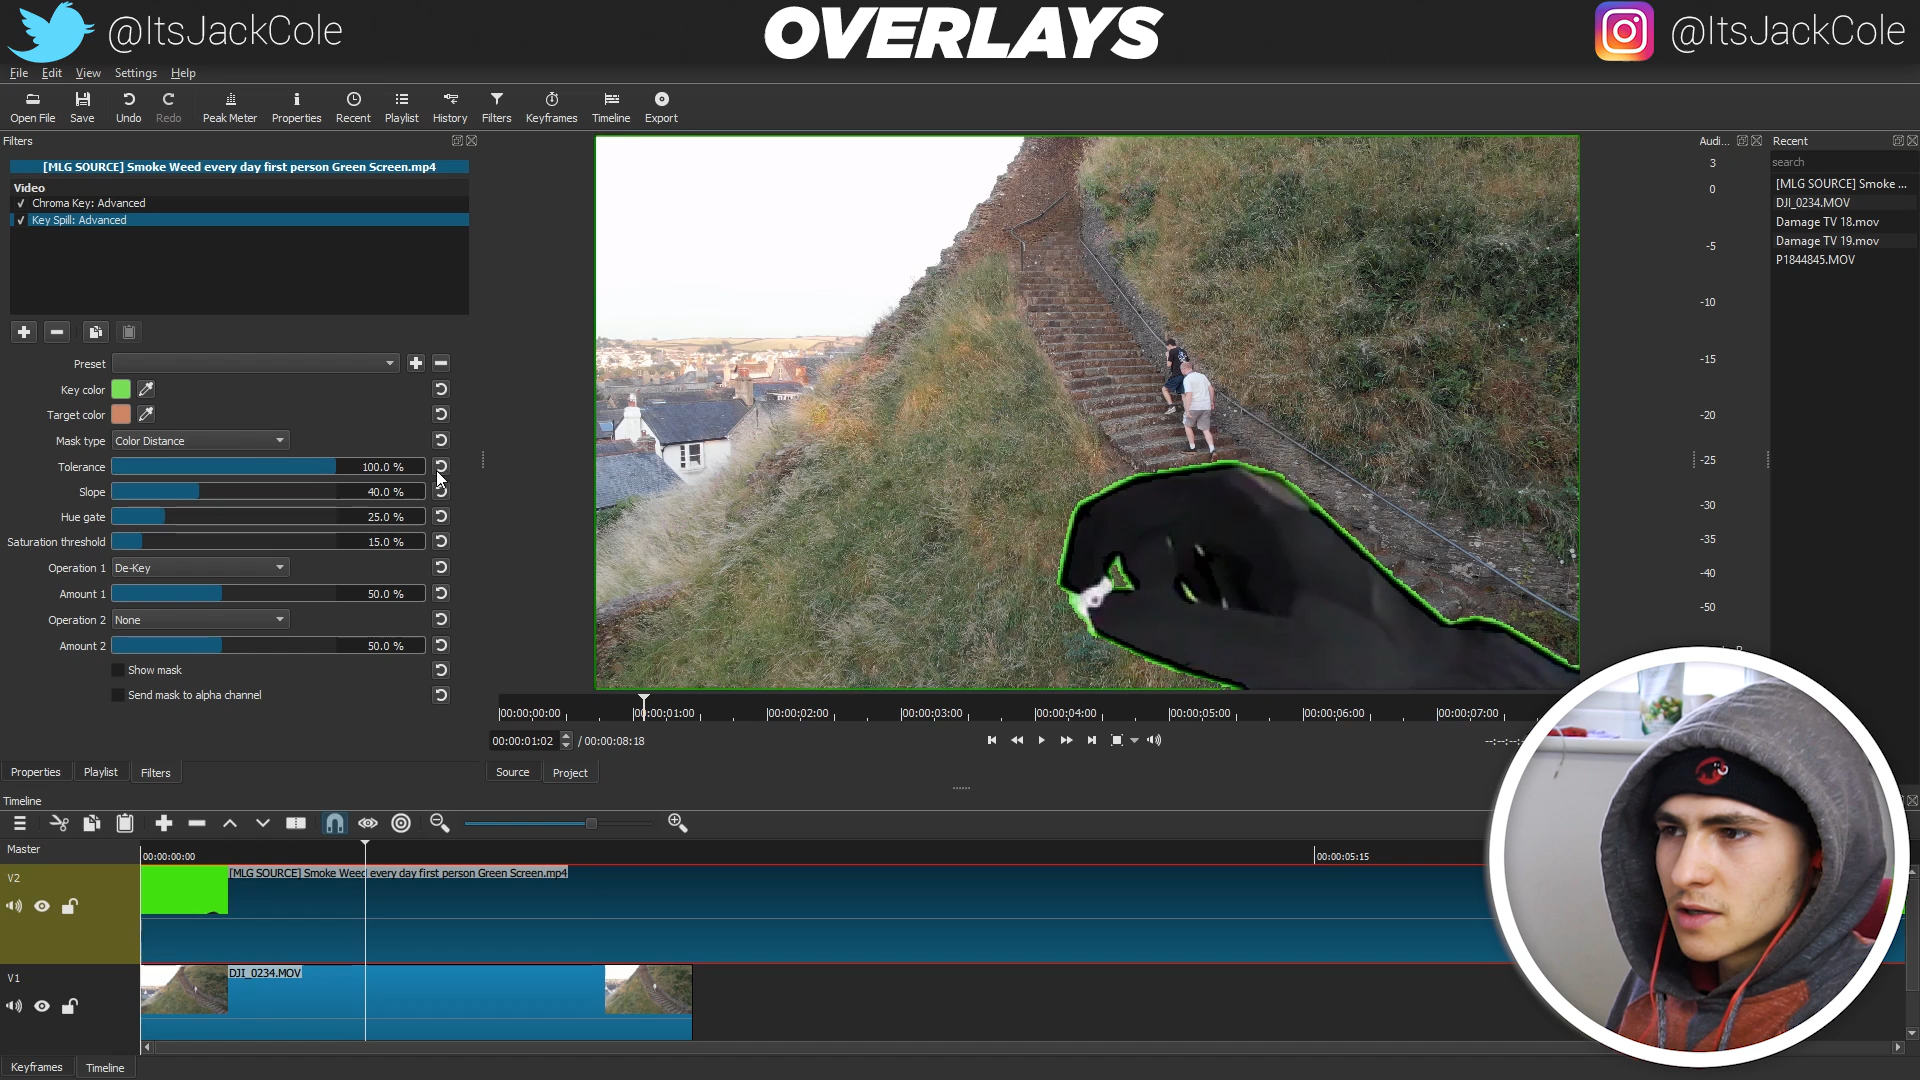 @ItsJackCole
OVERLAYS
@ItsJackCole
File Edit View Settings Help
Open File Save Undo Redo Peak Meter Properties Recent Playlist History Filters Keyframes Timeline Export
Filters
[MLG SOURCE] Smoke Weed every day first person Green Screen.mp4
Video
Chroma Key: Advanced
Key Spill: Advanced
Preset
Key color
Target color
Mask type Color Distance
Tolerance 100.0 %
Slope 40.0 %
Hue gate 25.0 %
Saturation threshold 15.0 %
Operation 1 De-Key
Amount 1 50.0 %
Operation 2 None
Amount 2 50.0 %
Show mask
Send mask to alpha channel
Properties Playlist Filters
00:00:00:00 00:00:01:00 00:00:02:00 00:00:03:00 00:00:04:00 00:00:05:00 00:00:06:00 00:00:07:00
00:00:01:02 / 00:00:08:18
--:--:--
Source Project
Audi...
3
0
-5
-10
-15
-20
-25
-30
-35
-40
-50
Recent
search
[MLG SOURCE] Smoke ...
DJI_0234.MOV
Damage TV 18.mov
Damage TV 19.mov
P1844845.MOV
Timeline
Master
00:00:00:00
00:00:05:15
V2
[MLG SOURCE] Smoke Weed every day first person Green Screen.mp4
V1
DJI_0234.MOV
Keyframes Timeline